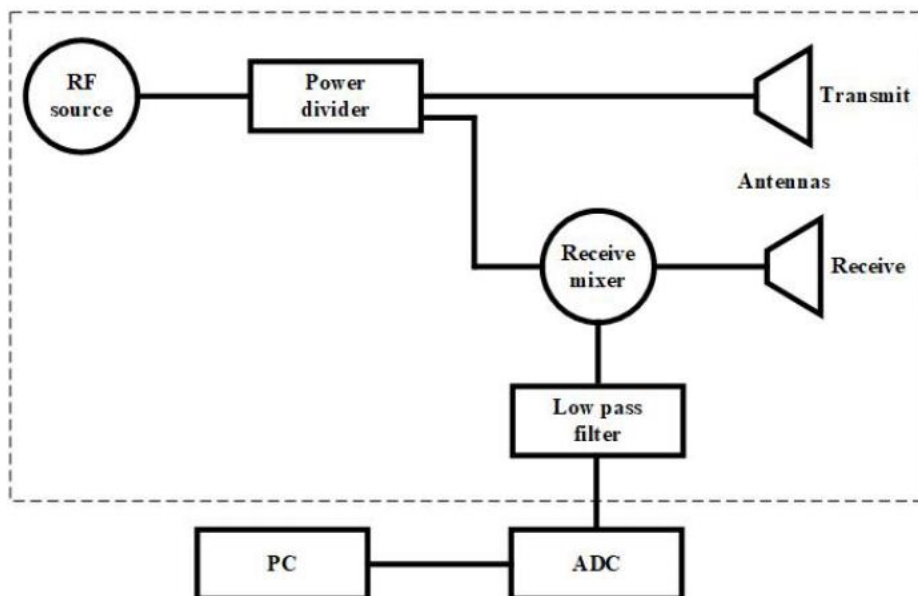 RF
source
Power
divider
Transmit
Antennas
Receive
mixer
Receive
Low pass
filter
PC
ADC